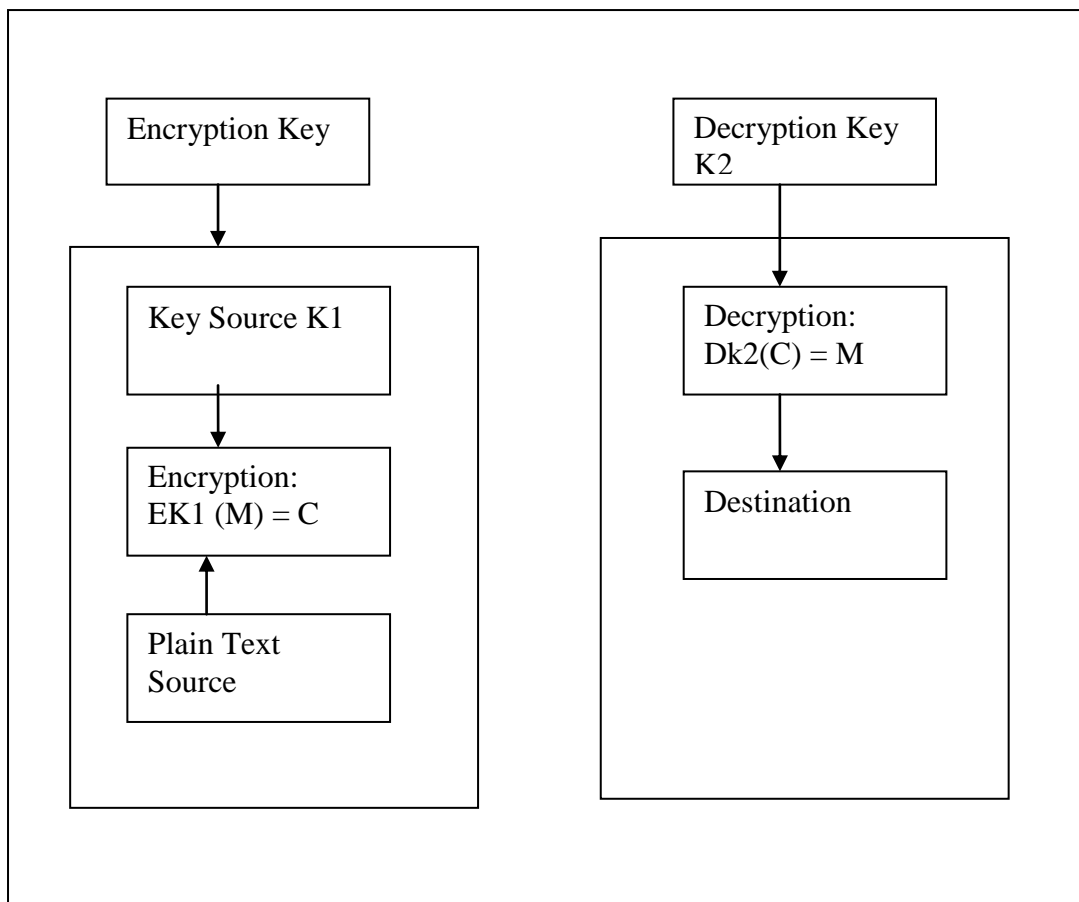 Encryption Key
Key Source K1
Encryption:
EK1 (M) = C
Plain Text
Source
Decryption Key
K2
Decryption:
Dk2(C) = M
Destination